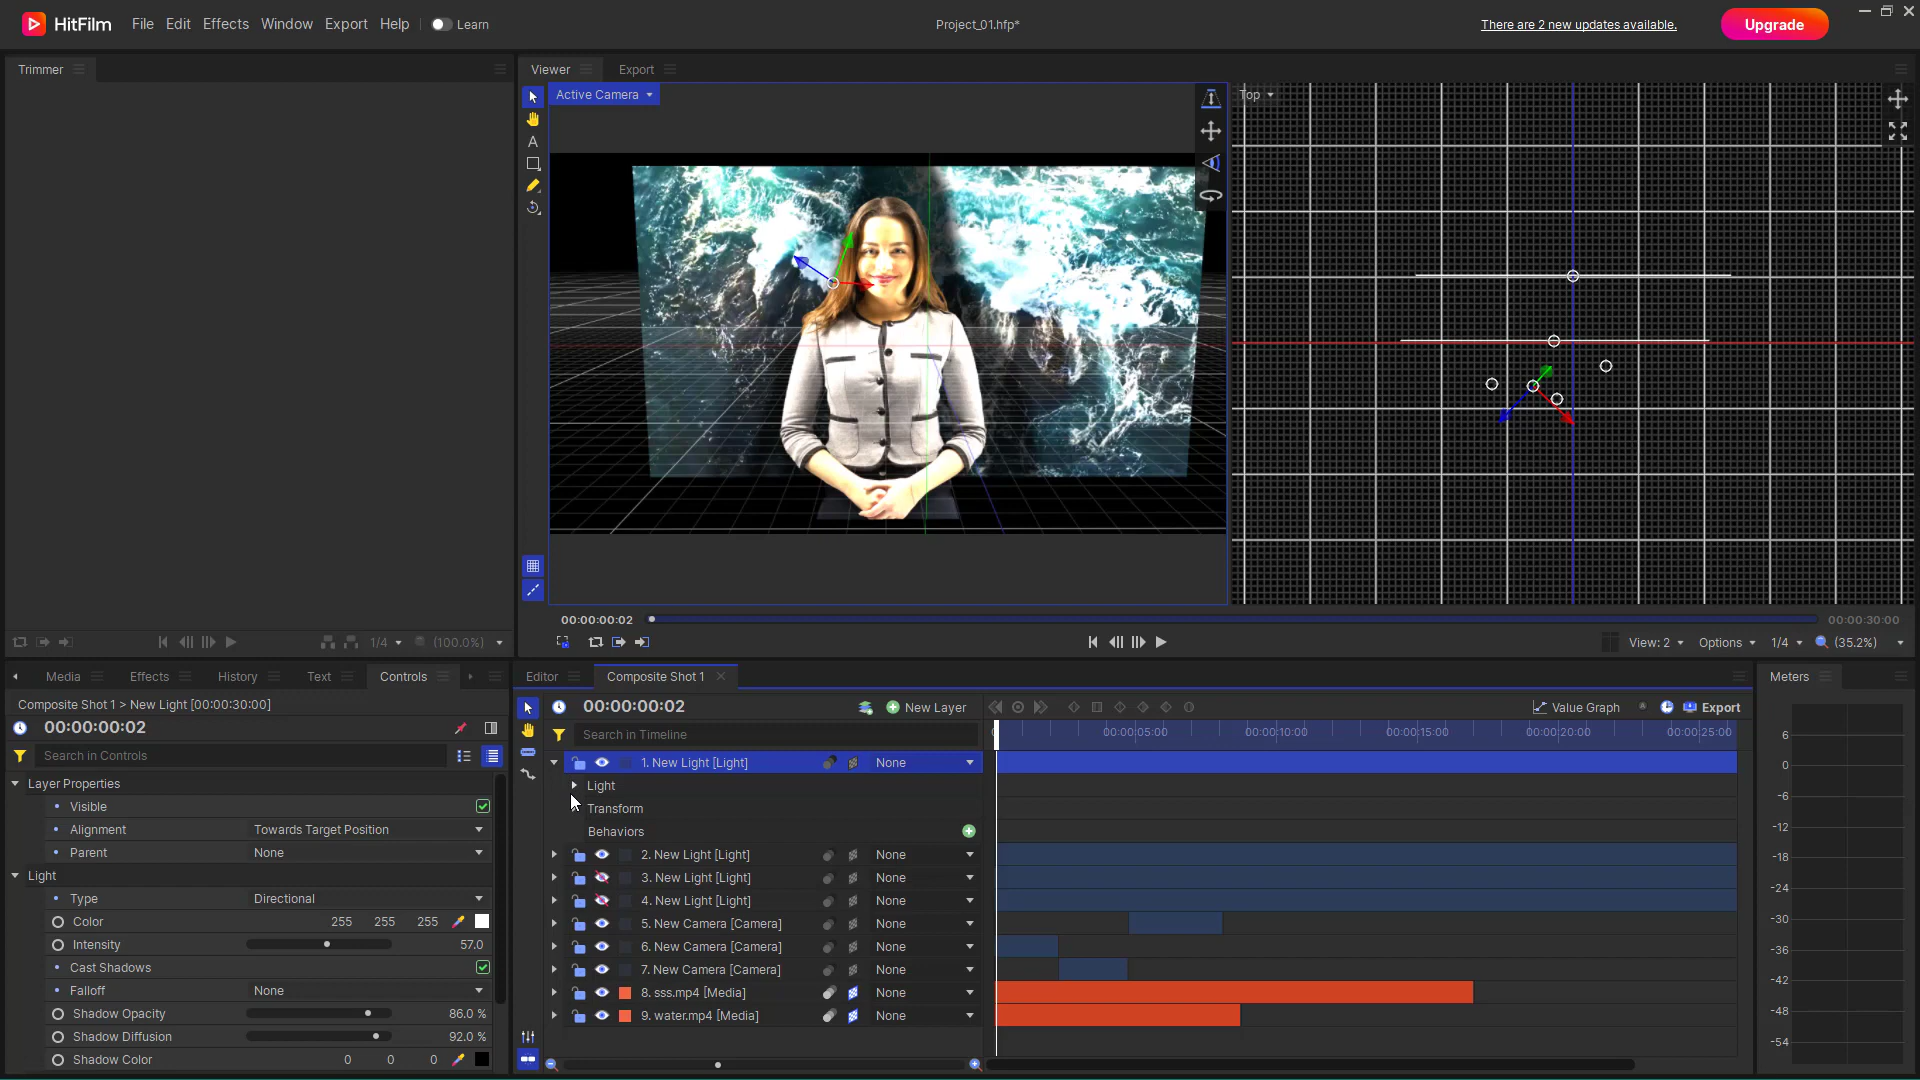 HitFilm File Edit Effects Window Export Help Learn Project_01.hfp* There are 2 new updates available. Upgrade
Trimmer Viewer Export
Active Camera Top
00:00:00:02 00:00:30:00
1/4 (100.0%) View: 2 Options 1/4 (35.2%)
Media Effects History Text Controls Editor Composite Shot 1 Meters
Composite Shot 1 > New Light [00:00:30:00]
00:00:00:02
Search in Controls
Layer Properties
Visible
Alignment Towards Target Position
Parent None
Light
Type Directional
Color 255 255 255
Intensity 57.0
Cast Shadows
Falloff None
Shadow Opacity 86.0 %
Shadow Diffusion 92.0 %
Shadow Color 0 0 0
00:00:00:02 New Layer Value Graph Export
Search in Timeline 00:00:05:00 00:00:10:00 00:00:15:00 00:00:20:00 00:00:25:00
1. New Light [Light] None
Light
Transform
Behaviors
2. New Light [Light] None
3. New Light [Light] None
4. New Light [Light] None
5. New Camera [Camera] None
6. New Camera [Camera] None
7. New Camera [Camera] None
8. sss.mp4 [Media] None
9. water.mp4 [Media] None
6
0
-6
-12
-18
-24
-30
-36
-42
-48
-54